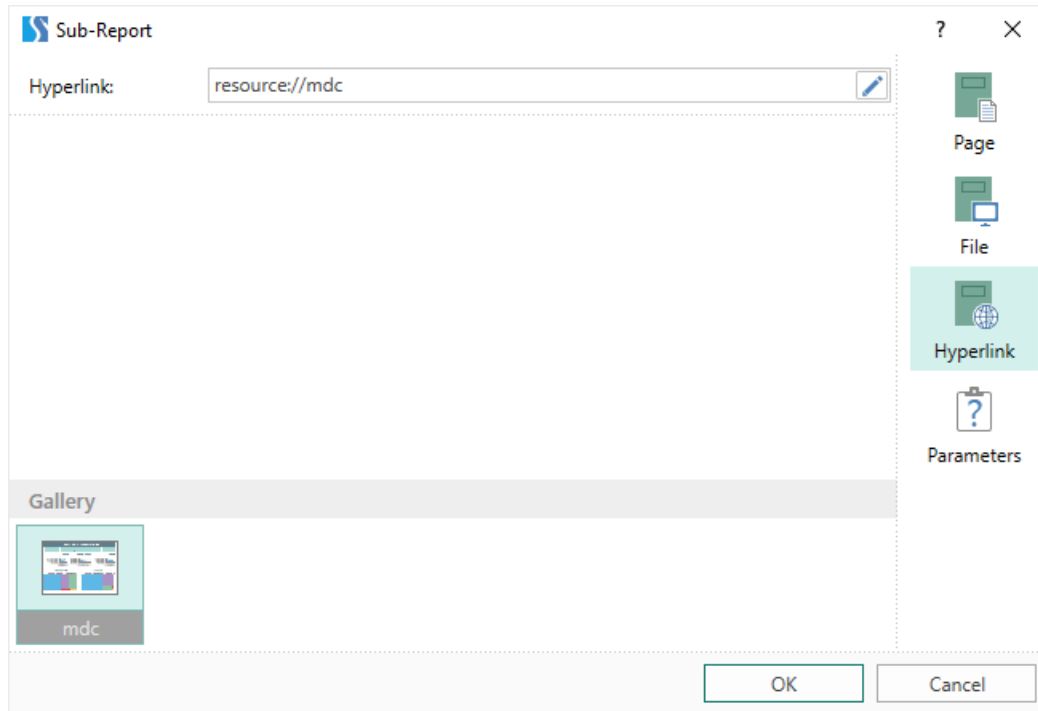 Sub-Report
?
Hyperlink: resource://mdc
Page
File
Hyperlink
?
Parameters
Gallery
mdc
OK Cancel